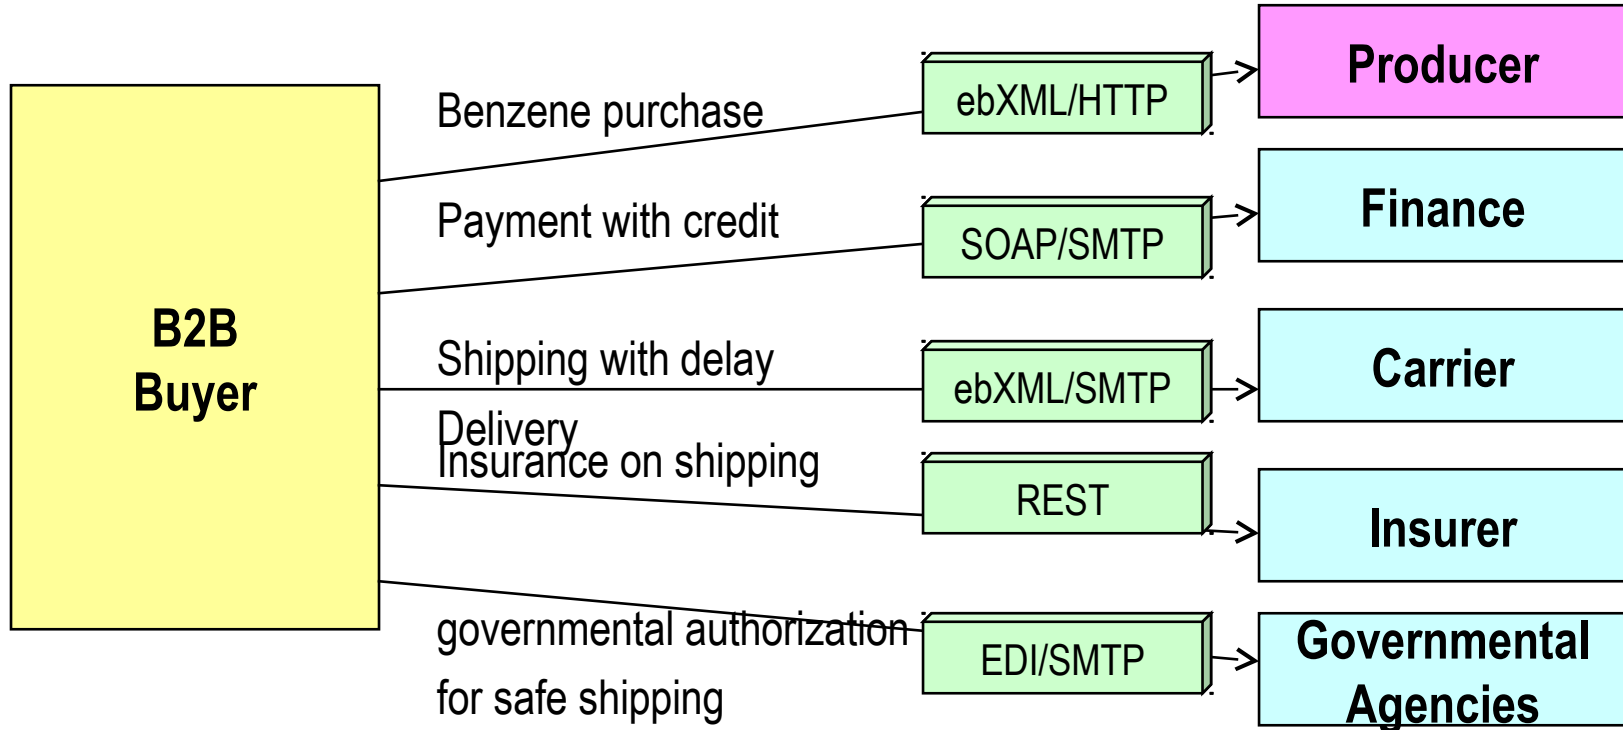 B2B
Buyer
Benzene purchase
ebXML/HTTP
Producer
Payment with credit
SOAP/SMTP
Finance
Shipping with delay
Delivery
ebXML/SMTP
Carrier
Insurance on shipping
REST
Insurer
governmental authorization
for safe shipping
EDI/SMTP
Governmental
Agencies